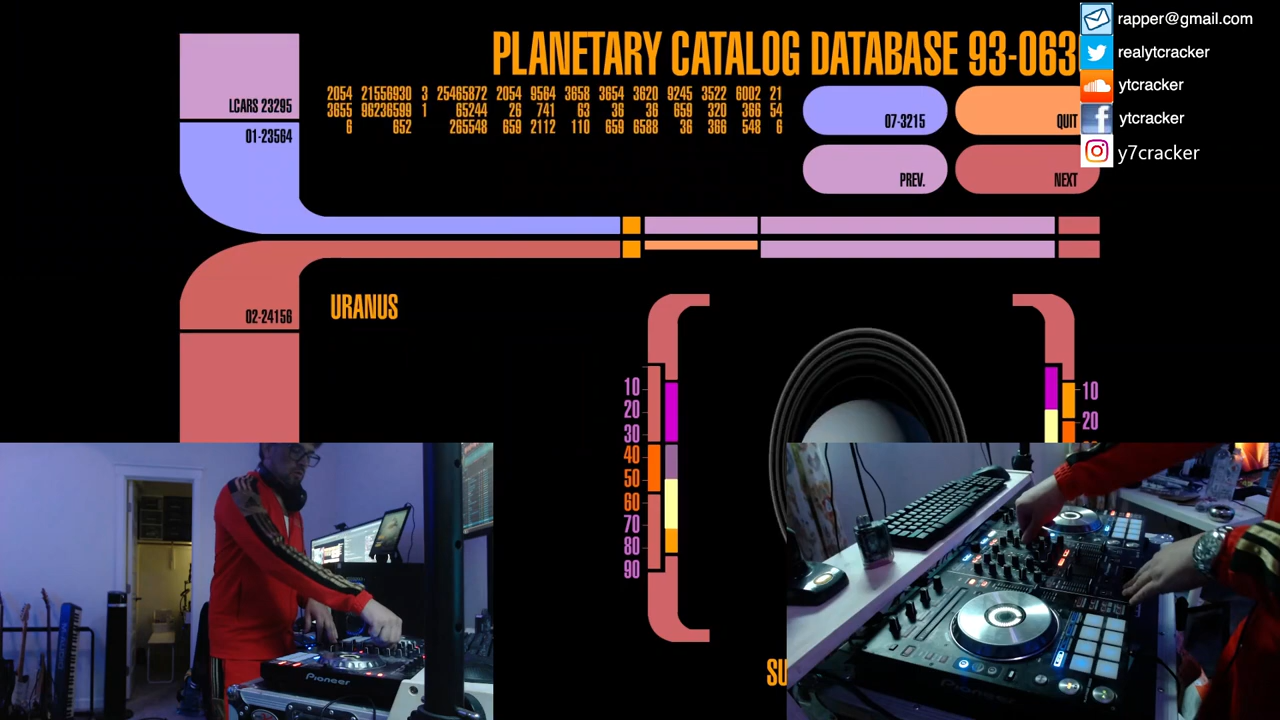 rapper@gmail.com
realytcracker
ytcracker
ytcracker
y7cracker
PLANETARY CATALOG DATABASE 93-063
LCARS 23295
01-23564
2054 21556930 3 25465872 2054 9564 3658 3654 3620 9245 3522 6002 21
3655 96236599 1 65244 26 741 63 36 36 659 320 366 54
6 652 265548 659 2112 110 659 6588 36 366 548 6
07-3215
QUIT
PREV.
NEXT
02-24156
URANUS
10
20
30
40
50
60
70
80
90
10
20
SU
Pioneer